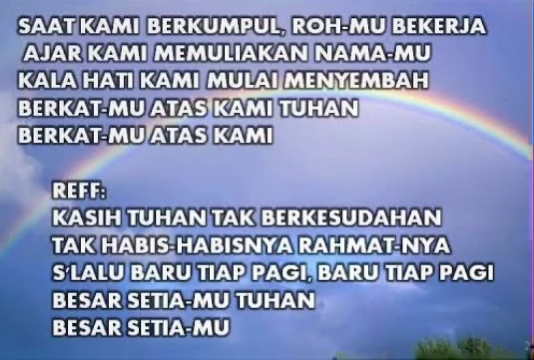 SAAT KAMI BERKUMPUL, ROH-MU BEKERJA
AJAR KAMI MEMULIAKAN NAMA-MU
KALA HATI KAMI MULAI MENYEMBAH
BERKAT-MU ATAS KAMI TUHAN
BERKAT-MU ATAS KAMI
REFF:
KASIH TUHAN TAK BERKESUDAHAN
TAK HABIS-HABISNYA RAHMAT-NYA
S'LALU BARU TIAP PAGI, BARU TIAP PAGI
BESAR SETIA-MU TUHAN
BESAR SETIA-MU